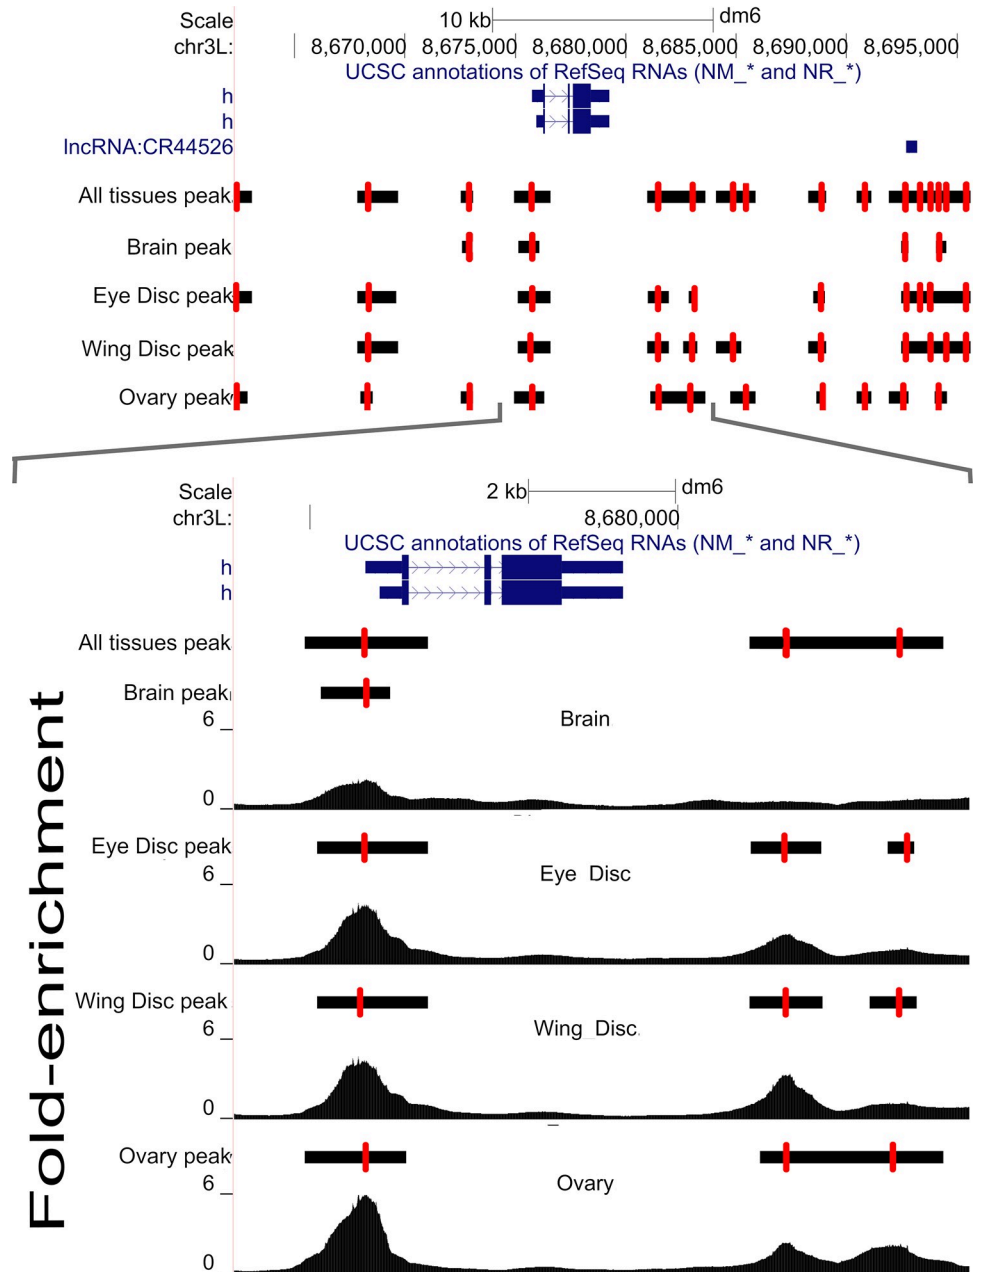 Scale 10 kb dm6
chr3L: 8,670,000 8,675,000 8,680,000 8,685,000 8,690,000 8,695,000
UCSC annotations of RefSeq RNAs (NM_* and NR_*)
h
h
lncRNA:CR44526
All tissues peak
Brain peak
Eye Disc peak
Wing Disc peak
Ovary peak
Scale 2 kb dm6
chr3L: 8,680,000
UCSC annotations of RefSeq RNAs (NM_* and NR_*)
h
h
All tissues peak
Brain peak
6
Brain
0
Eye Disc peak
6
Eye Disc
0
Wing Disc peak
6
Wing_Disc
0
Ovary peak
6
Ovary
0
Fold-enrichment